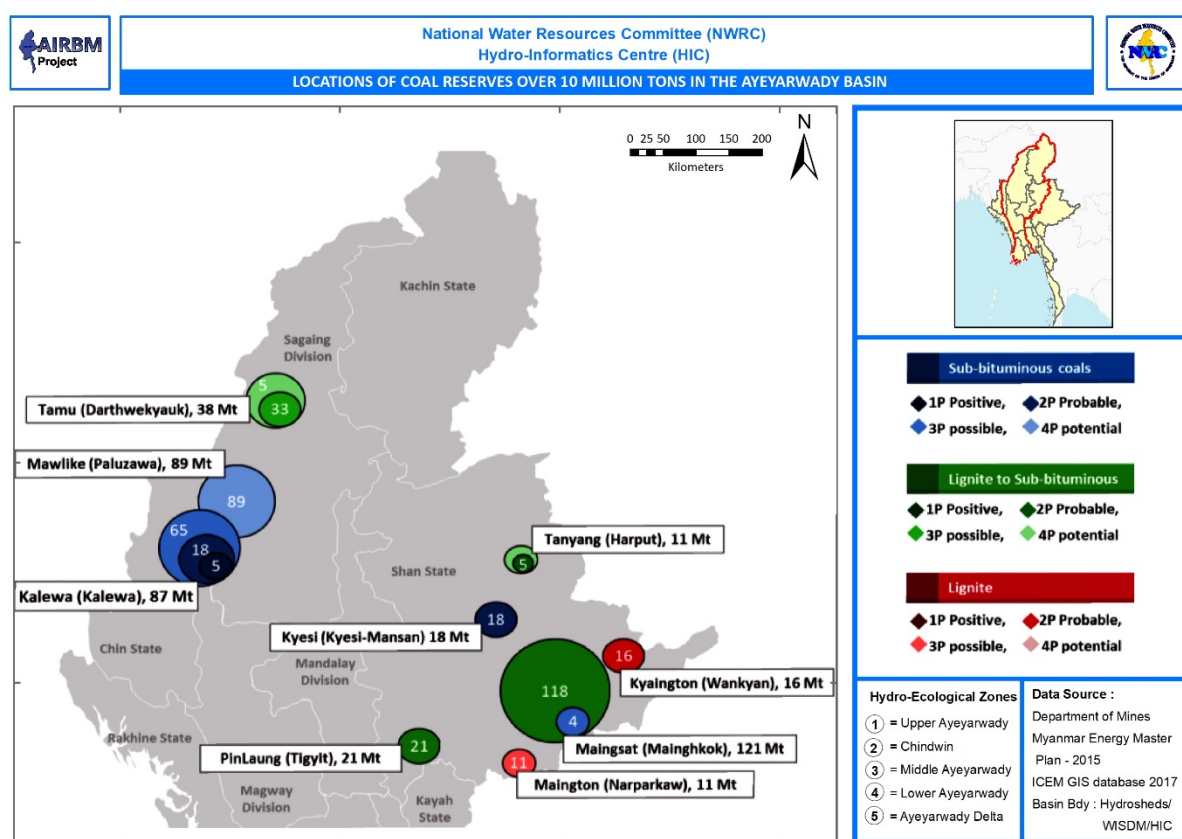 AIRBM
Project
National Water Resources Committee (NWRC)
Hydro-Informatics Centre (HIC)
LOCATIONS OF COAL RESERVES OVER 10 MILLION TONS IN THE AYEYARWADY BASIN
NWRC
0 25 50 100 150 200
Kilometers
N
Kachin State
Sagaing
Division
5
33
Tamu (Darthwekyauk), 38 Mt
Mawlike (Paluzawa), 89 Mt
89
65
18
5
Kalewa (Kalewa), 87 Mt
Tanyang (Harput), 11 Mt
5
Shan State
Kyesi (Kyesi-Mansan) 18 Mt
18
Chin State
Mandalay
Division
16
Kyaington (Wankyan), 16 Mt
118
4
Maingsat (Mainghkok), 121 Mt
Rakhine State
PinLaung (Tigyit), 21 Mt
21
11
Maington (Narparkaw), 11 Mt
Magway
Division
Kayah
State
Sub-bituminous coals
1P Positive, 2P Probable,
3P possible, 4P potential
Lignite to Sub-bituminous
1P Positive, 2P Probable,
3P possible, 4P potential
Lignite
1P Positive, 2P Probable,
3P possible, 4P potential
Hydro-Ecological Zones
1 = Upper Ayeyarwady
2 = Chindwin
3 = Middle Ayeyarwady
4 = Lower Ayeyarwady
5 = Ayeyarwady Delta
Data Source :
Department of Mines
Myanmar Energy Master
Plan - 2015
ICEM GIS database 2017
Basin Bdy : Hydrosheds/
WISDM/HIC